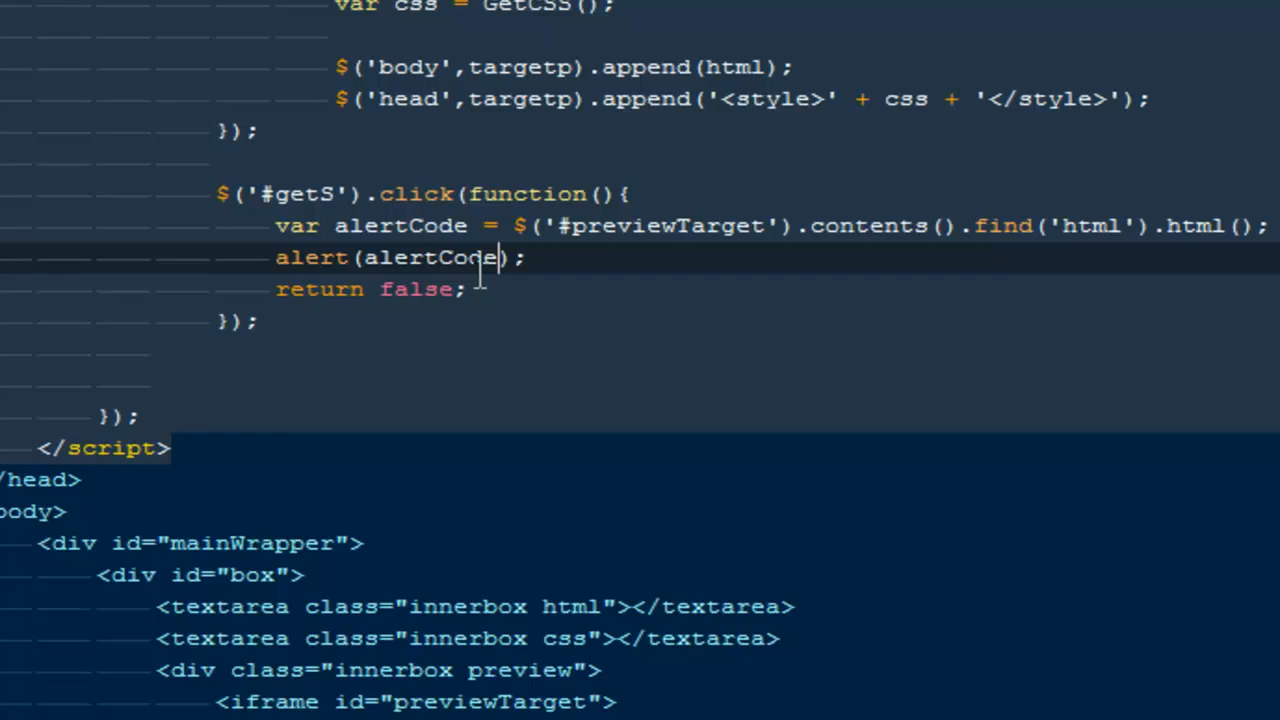 var css = GetCSS();
$('body',targetp).append(html);
$('head',targetp).append('<style>' + css + '</style>');
});
$('#getS').click(function(){
var alertCode = $('#previewTarget').contents().find('html').html();
alert(alertCode);
return false;
});
});
</script>
/head>
body>
<div id="mainWrapper">
<div id="box">
<textarea class="innerbox html"></textarea>
<textarea class="innerbox css"></textarea>
<div class="innerbox preview">
<iframe id="previewTarget">